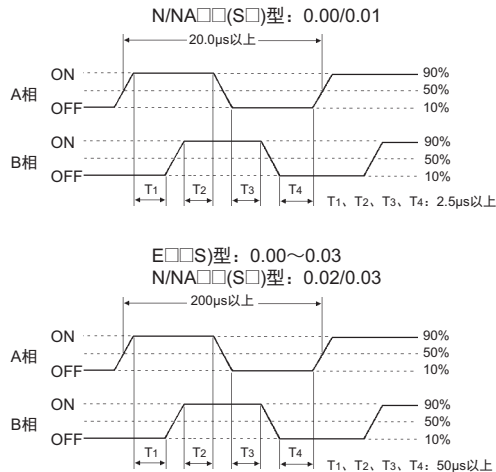 N/NA□□(S□)型：0.00/0.01
20.0μs以上
A相
ON
OFF
90%
50%
10%
B相
ON
OFF
90%
50%
10%
T1 T2 T3 T4
T1、T2、T3、T4：2.5μs以上
E□□S)型：0.00～0.03
N/NA□□(S□)型：0.02/0.03
200μs以上
A相
ON
OFF
90%
50%
10%
B相
ON
OFF
90%
50%
10%
T1 T2 T3 T4
T1、T2、T3、T4：50μs以上